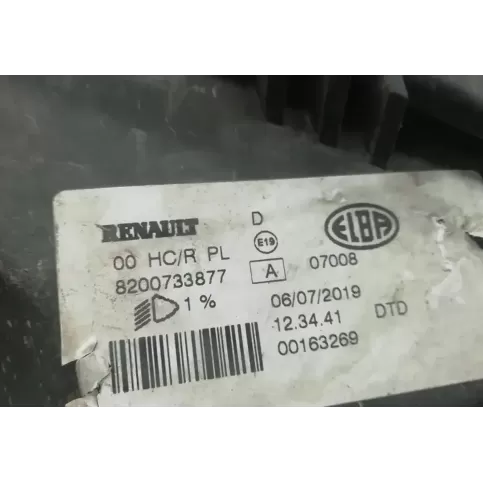 RENAULT D ELBA
00 HC/R PL E19
8200733877 A 07008
1 % 06/07/2019
12.34.41 DTD
00163269